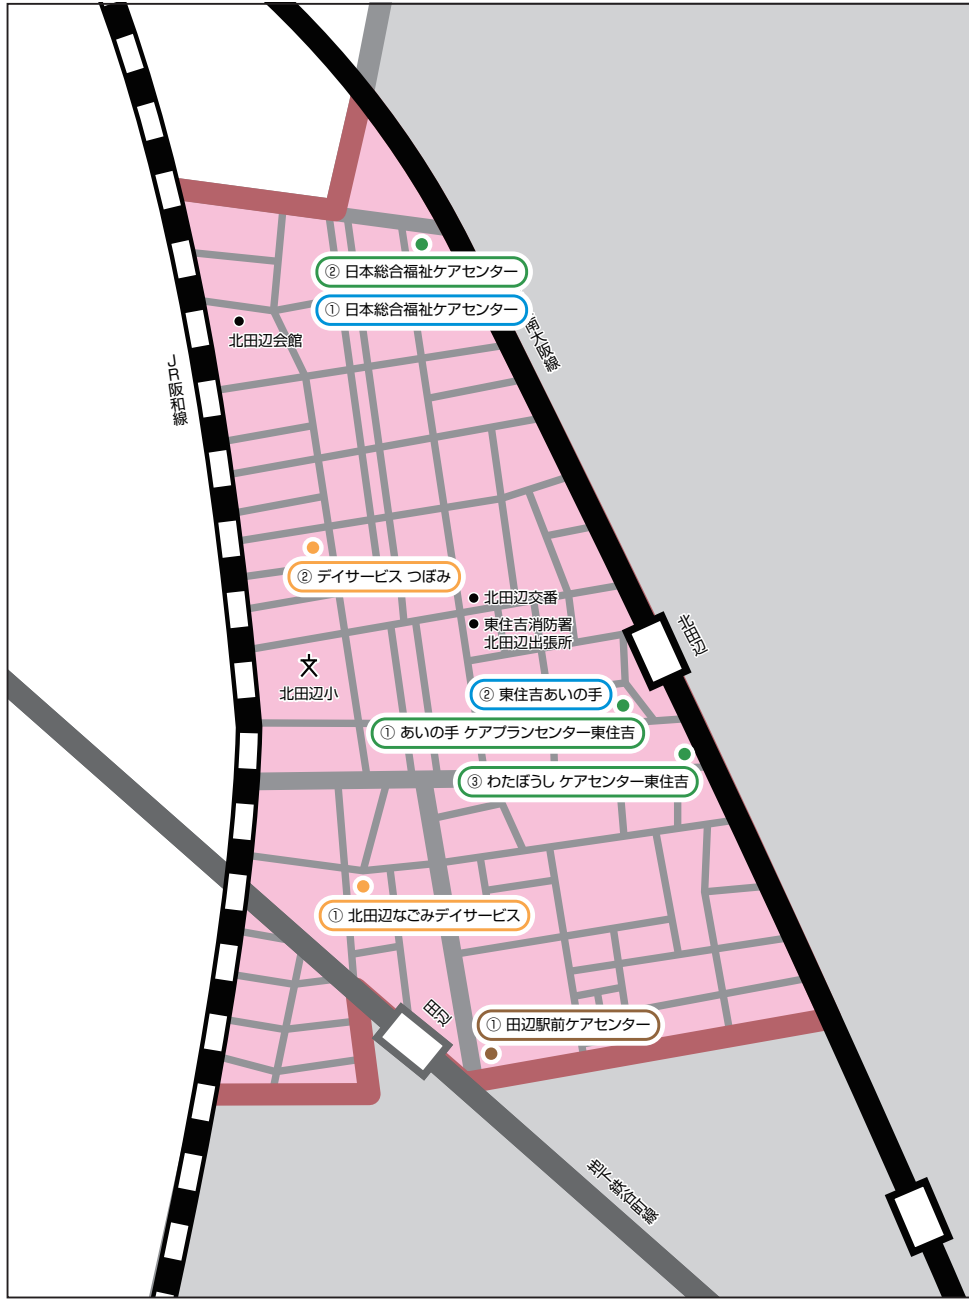 ② 日本総合福祉ケアセンター
① 日本総合福祉ケアセンター
南大阪線
北田辺会館
JR阪和線
② デイサービス つぼみ
北田辺交番
東住吉消防署
北田辺出張所
北田辺
文
北田辺小
② 東住吉あいの手
① あいの手 ケアプランセンター東住吉
③ わたぼうし ケアセンター東住吉
① 北田辺なごみデイサービス
田辺
① 田辺駅前ケアセンター
地下鉄谷町線